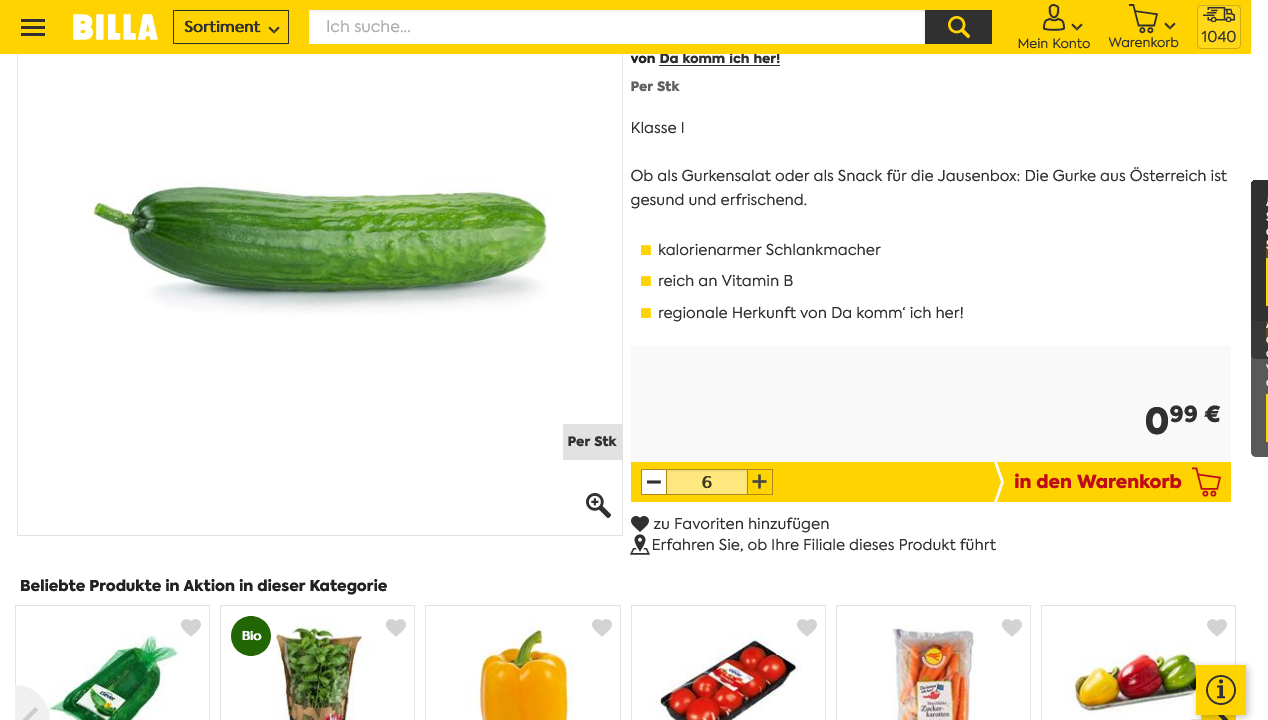 BILLA
Sortiment
Ich suche...
Mein Konto
Warenkorb
1040
von Da komm ich her!
Per Stk
Klasse I
Ob als Gurkensalat oder als Snack für die Jausenbox: Die Gurke aus Österreich ist
gesund und erfrischend.
kalorienarmer Schlankmacher
reich an Vitamin B
regionale Herkunft von Da komm‘ ich her!
Per Stk
0 99 €
6
in den Warenkorb
zu Favoriten hinzufügen
Erfahren Sie, ob Ihre Filiale dieses Produkt führt
Beliebte Produkte in Aktion in dieser Kategorie
Bio
clever
Zucker-
karotten